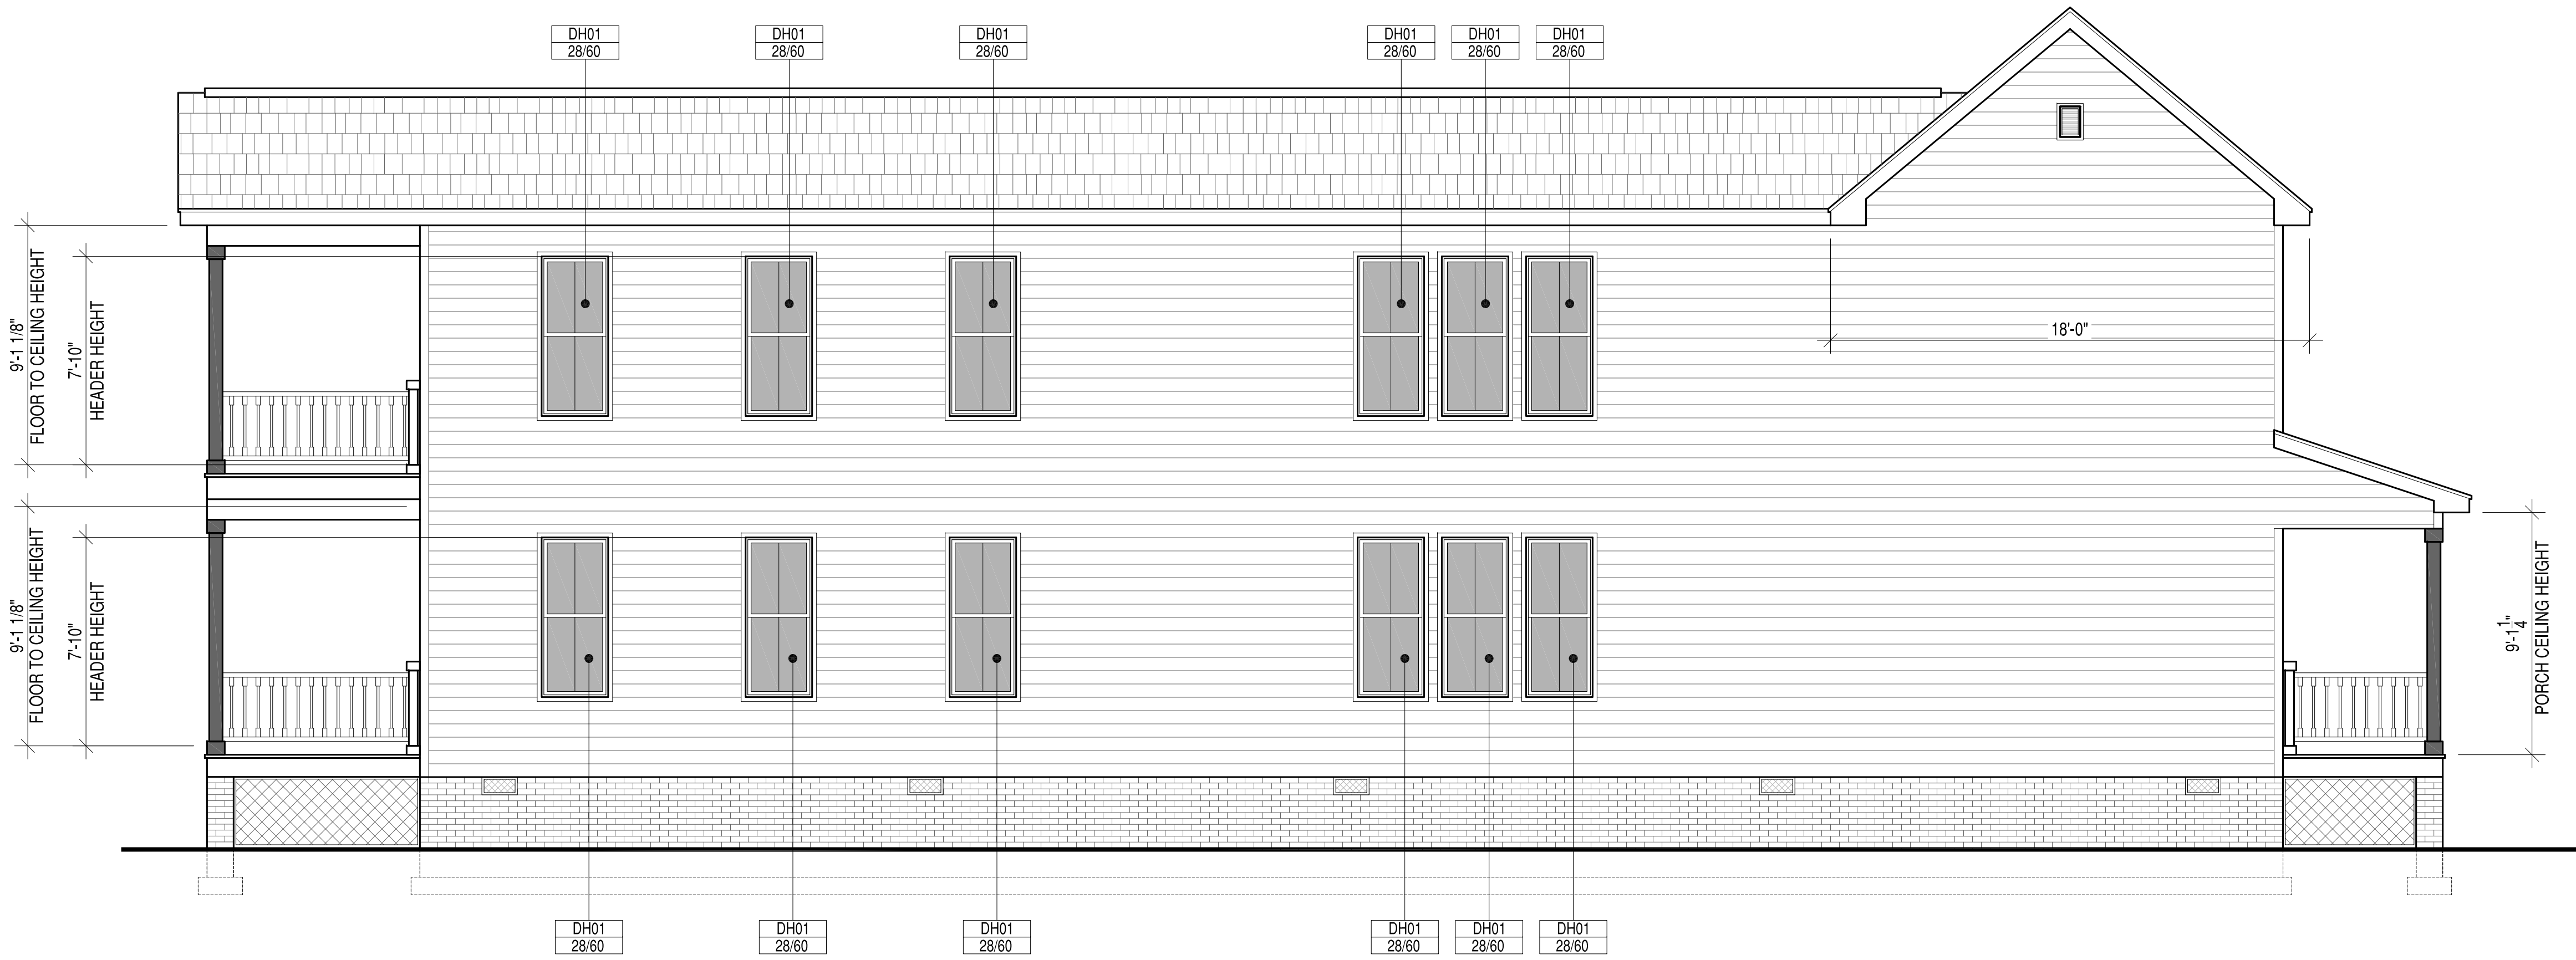 DH01
28/60
DH01
28/60
DH01
28/60
DH01
28/60
DH01
28/60
DH01
28/60
9'-1 1/8"
FLOOR TO CEILING HEIGHT
7'-10"
HEADER HEIGHT
18'-0"
9'-1 1/8"
FLOOR TO CEILING HEIGHT
7'-10"
HEADER HEIGHT
9'-1 1/4"
PORCH CEILING HEIGHT
DH01
28/60
DH01
28/60
DH01
28/60
DH01
28/60
DH01
28/60
DH01
28/60